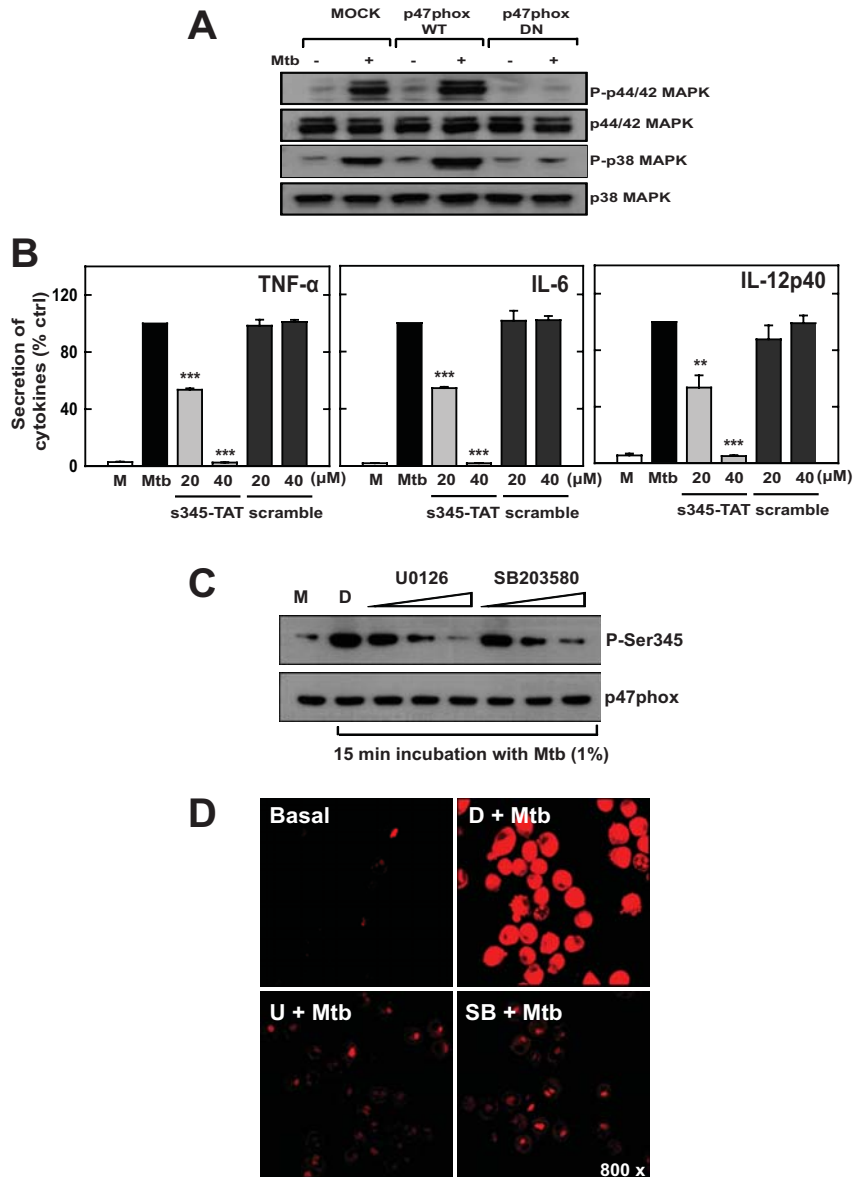 A
MOCK p47phox WT p47phox DN
Mtb - + - + - +
P-p44/42 MAPK
p44/42 MAPK
P-p38 MAPK
p38 MAPK
B
Secretion of cytokines (% ctrl)
120
80
40
0
TNF-α
***
***
M Mtb 20 40 20 40 (μM)
s345-TAT scramble
IL-6
***
***
M Mtb 20 40 20 40 (μM)
s345-TAT scramble
IL-12p40
**
***
M Mtb 20 40 20 40 (μM)
s345-TAT scramble
C
M D U0126 SB203580
P-Ser345
p47phox
15 min incubation with Mtb (1%)
D
Basal
D + Mtb
U + Mtb
SB + Mtb
800 x